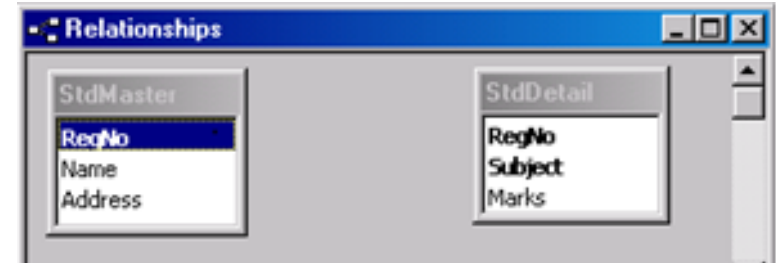 Relationships
StdMaster
RegNo
Name
Address
StdDetail
RegNo
Subject
Marks